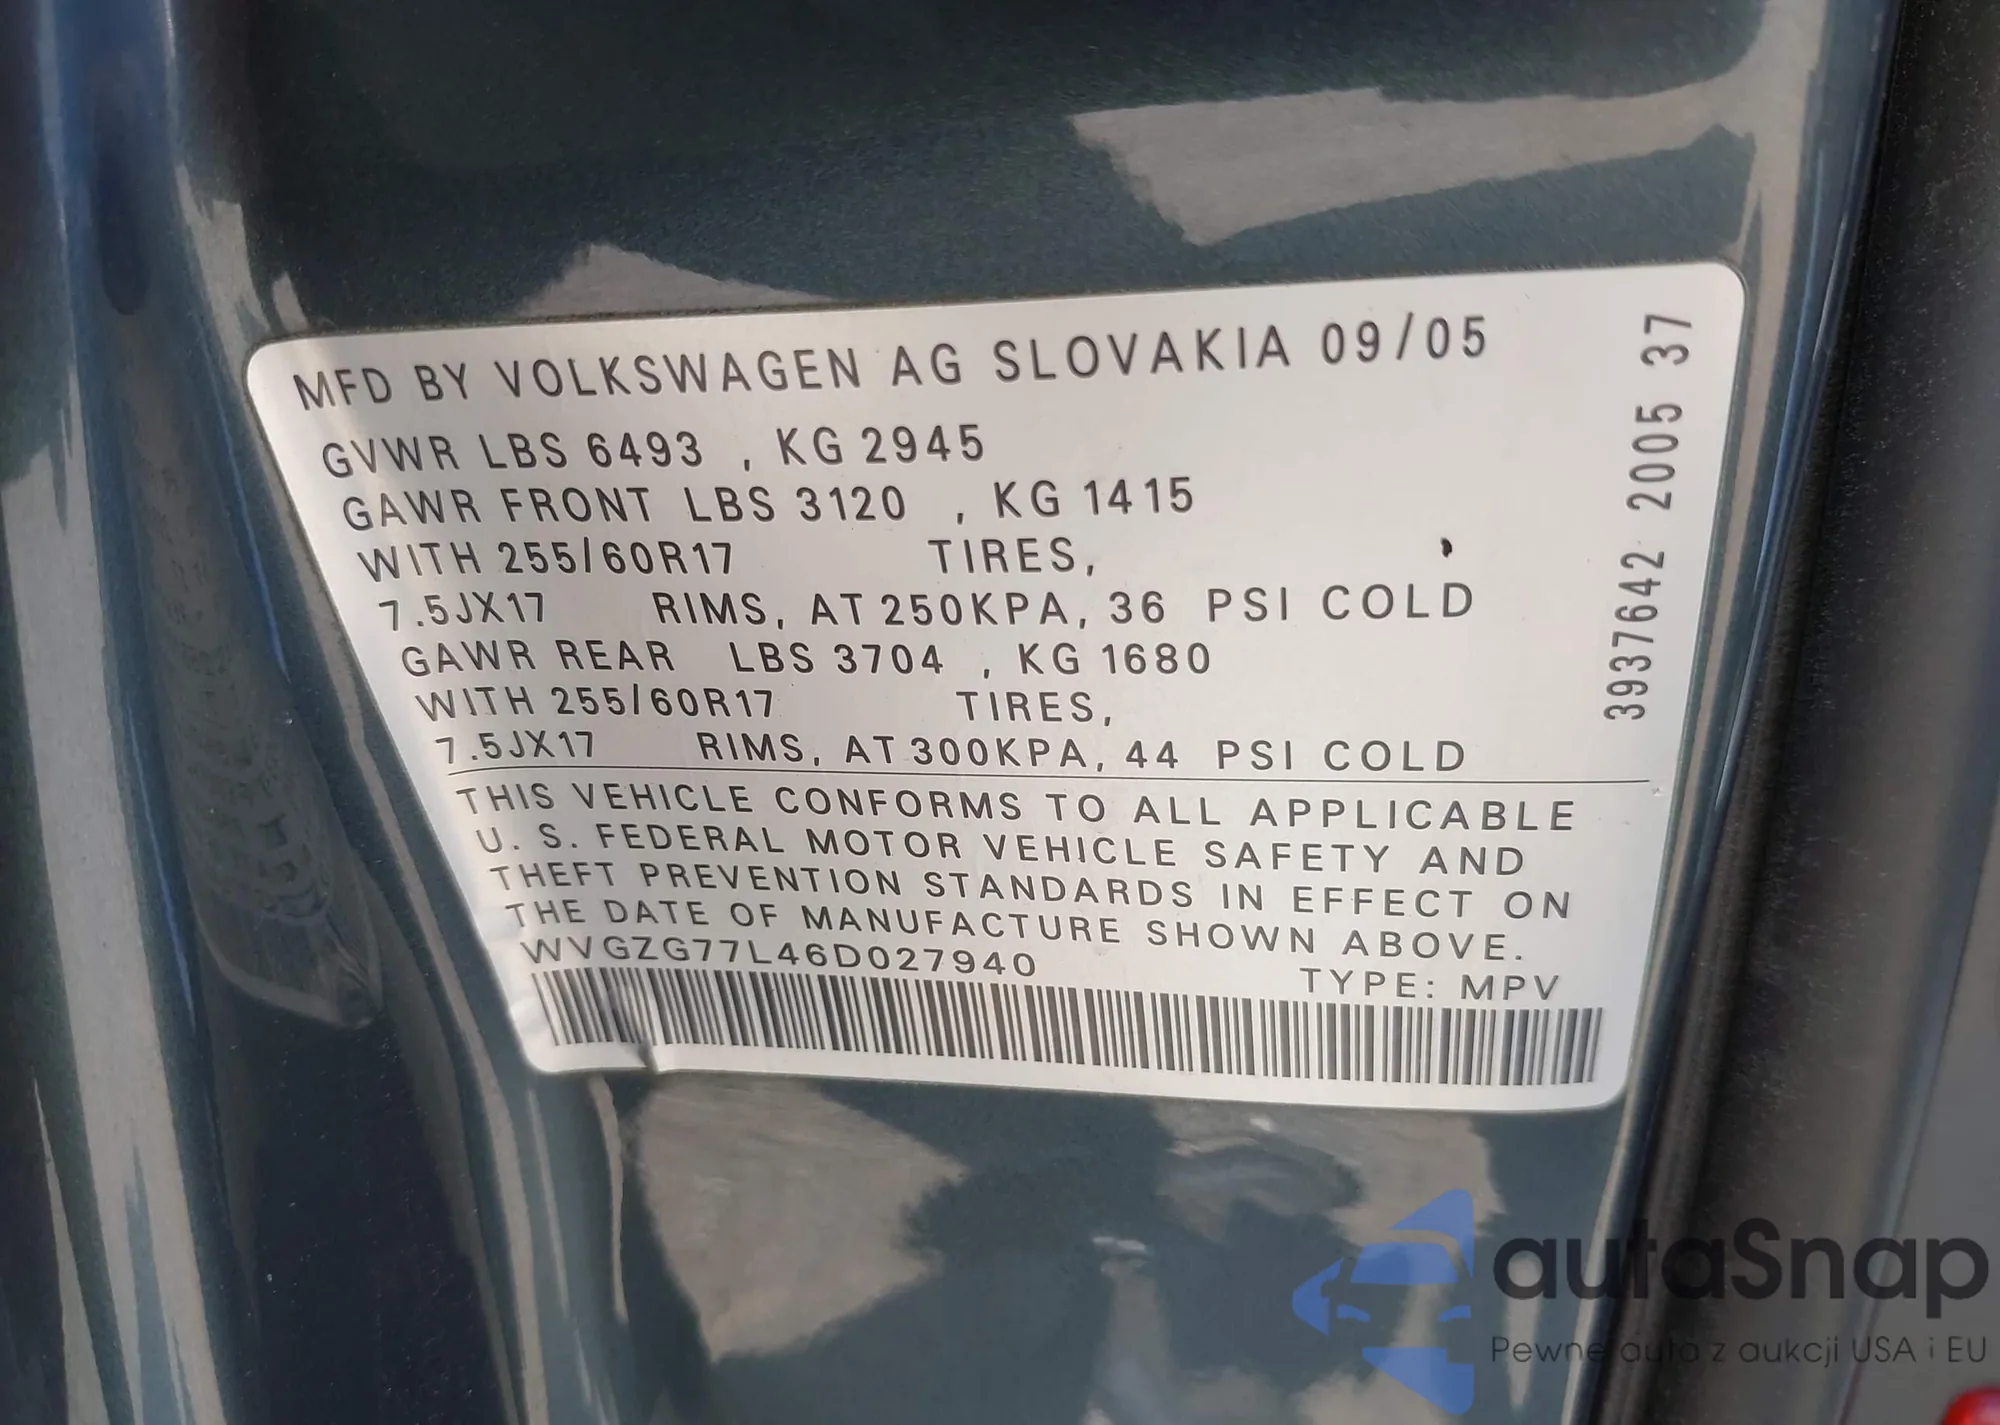 MFD BY VOLKSWAGEN AG SLOVAKIA 09/05
GVWR LBS 6493 , KG 2945
GAWR FRONT LBS 3120 , KG 1415
WITH 255/60R17 TIRES,
7.5JX17 RIMS, AT 250KPA, 36 PSI COLD
GAWR REAR LBS 3704 , KG 1680
WITH 255/60R17 TIRES,
7.5JX17 RIMS, AT 300KPA, 44 PSI COLD
THIS VEHICLE CONFORMS TO ALL APPLICABLE
U. S. FEDERAL MOTOR VEHICLE SAFETY AND
THEFT PREVENTION STANDARDS IN EFFECT ON
THE DATE OF MANUFACTURE SHOWN ABOVE.
WVGZG77L46D027940
TYPE: MPV
3937642 2005 37
autaSnap
Pewne auta z aukcji USA i EU